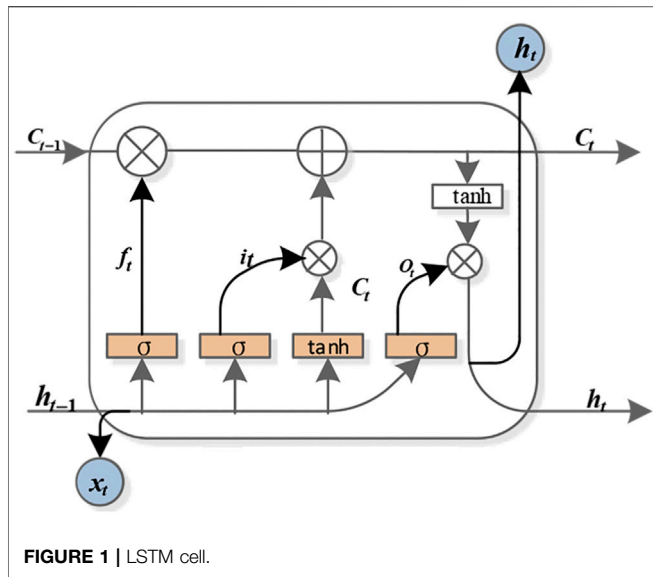 h_t
C_{t-1}
C_t
tanh
f_t
i_t
o_t
C_t
σ
σ
tanh
σ
h_{t-1}
h_t
x_t
FIGURE 1 | LSTM cell.